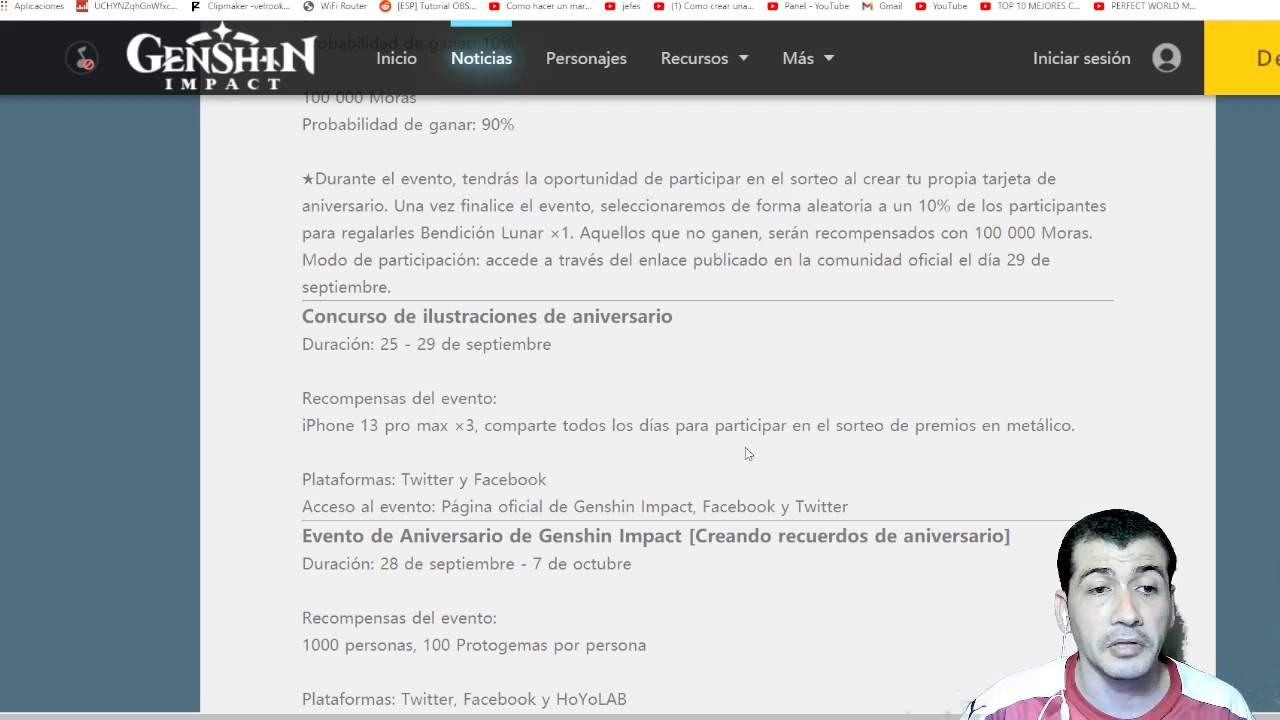 Aplicaciones
UCHYNZqhGnWfxc...
Clipmaker -velrook...
WiFi Router
[ESP] Tutorial OBS...
Como hacer un mar...
jefes
(1) Como crear una...
Panel - YouTube
Gmail
YouTube
TOP 10 MEJORES C...
PERFECT WORLD M...
GENSHIN
IMPACT
Inicio
Noticias
Personajes
Recursos
Más
Iniciar sesión
De
Probabilidad de ganar: 10%
100 000 Moras
Probabilidad de ganar: 90%
★Durante el evento, tendrás la oportunidad de participar en el sorteo al crear tu propia tarjeta de
aniversario. Una vez finalice el evento, seleccionaremos de forma aleatoria a un 10% de los participantes
para regalarles Bendición Lunar ×1. Aquellos que no ganen, serán recompensados con 100 000 Moras.
Modo de participación: accede a través del enlace publicado en la comunidad oficial el día 29 de
septiembre.
Concurso de ilustraciones de aniversario
Duración: 25 - 29 de septiembre
Recompensas del evento:
iPhone 13 pro max ×3, comparte todos los días para participar en el sorteo de premios en metálico.
Plataformas: Twitter y Facebook
Acceso al evento: Página oficial de Genshin Impact, Facebook y Twitter
Evento de Aniversario de Genshin Impact [Creando recuerdos de aniversario]
Duración: 28 de septiembre - 7 de octubre
Recompensas del evento:
1000 personas, 100 Protogemas por persona
Plataformas: Twitter, Facebook y HoYoLAB